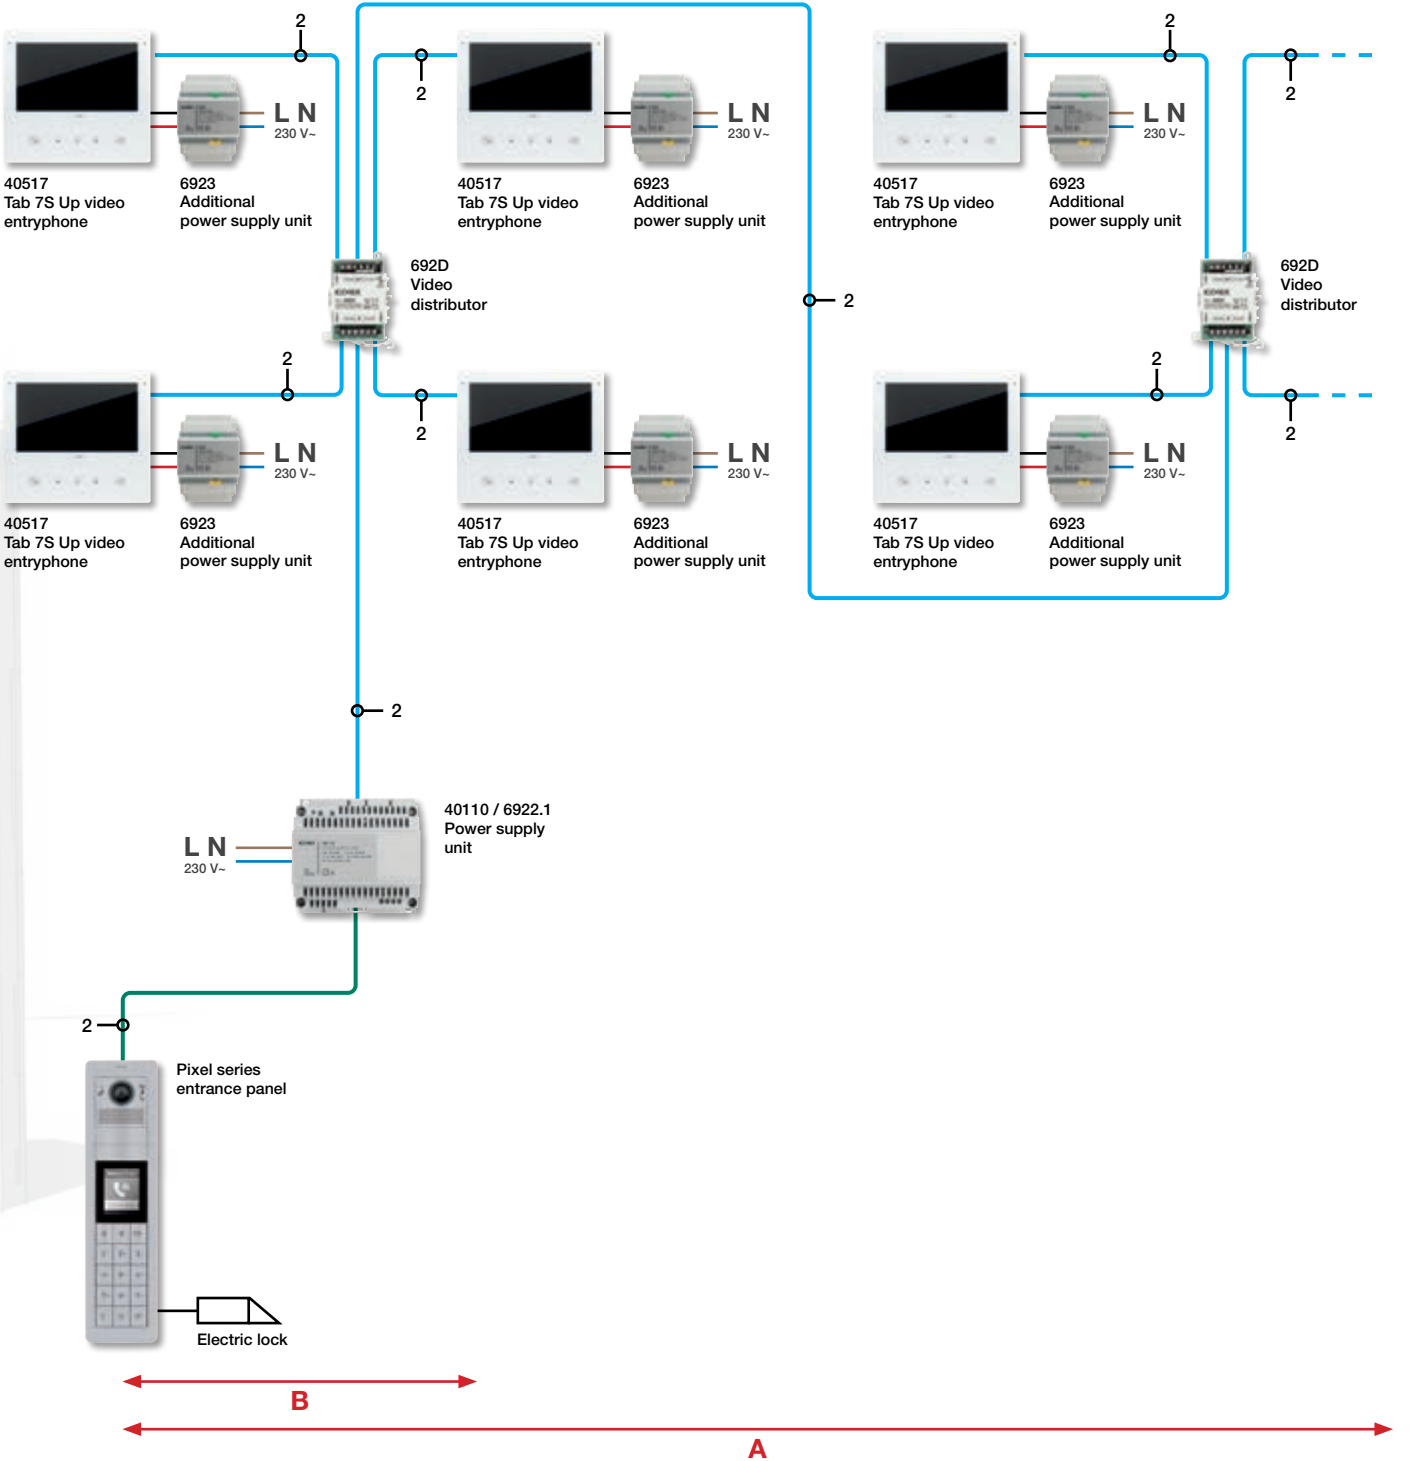 2
2
2
2
L N
230 V~
L N
230 V~
L N
230 V~
40517
Tab 7S Up video
entryphone
6923
Additional
power supply unit
40517
Tab 7S Up video
entryphone
6923
Additional
power supply unit
40517
Tab 7S Up video
entryphone
6923
Additional
power supply unit
692D
Video
distributor
2
692D
Video
distributor
2
2
2
2
L N
230 V~
L N
230 V~
L N
230 V~
40517
Tab 7S Up video
entryphone
6923
Additional
power supply unit
40517
Tab 7S Up video
entryphone
6923
Additional
power supply unit
40517
Tab 7S Up video
entryphone
6923
Additional
power supply unit
2
40110 / 6922.1
Power supply
unit
L N
230 V~
2
Pixel series
entrance panel
Electric lock
B
A